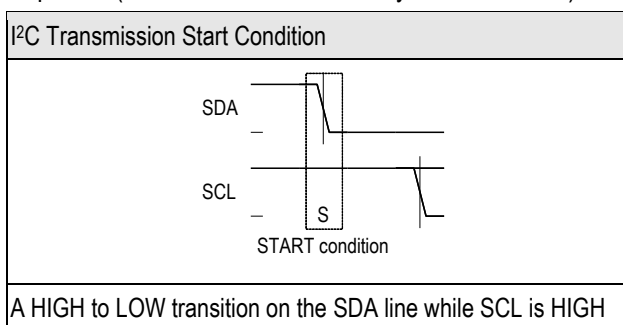 I²C Transmission Start Condition
SDA
SCL
S
START condition
A HIGH to LOW transition on the SDA line while SCL is HIGH